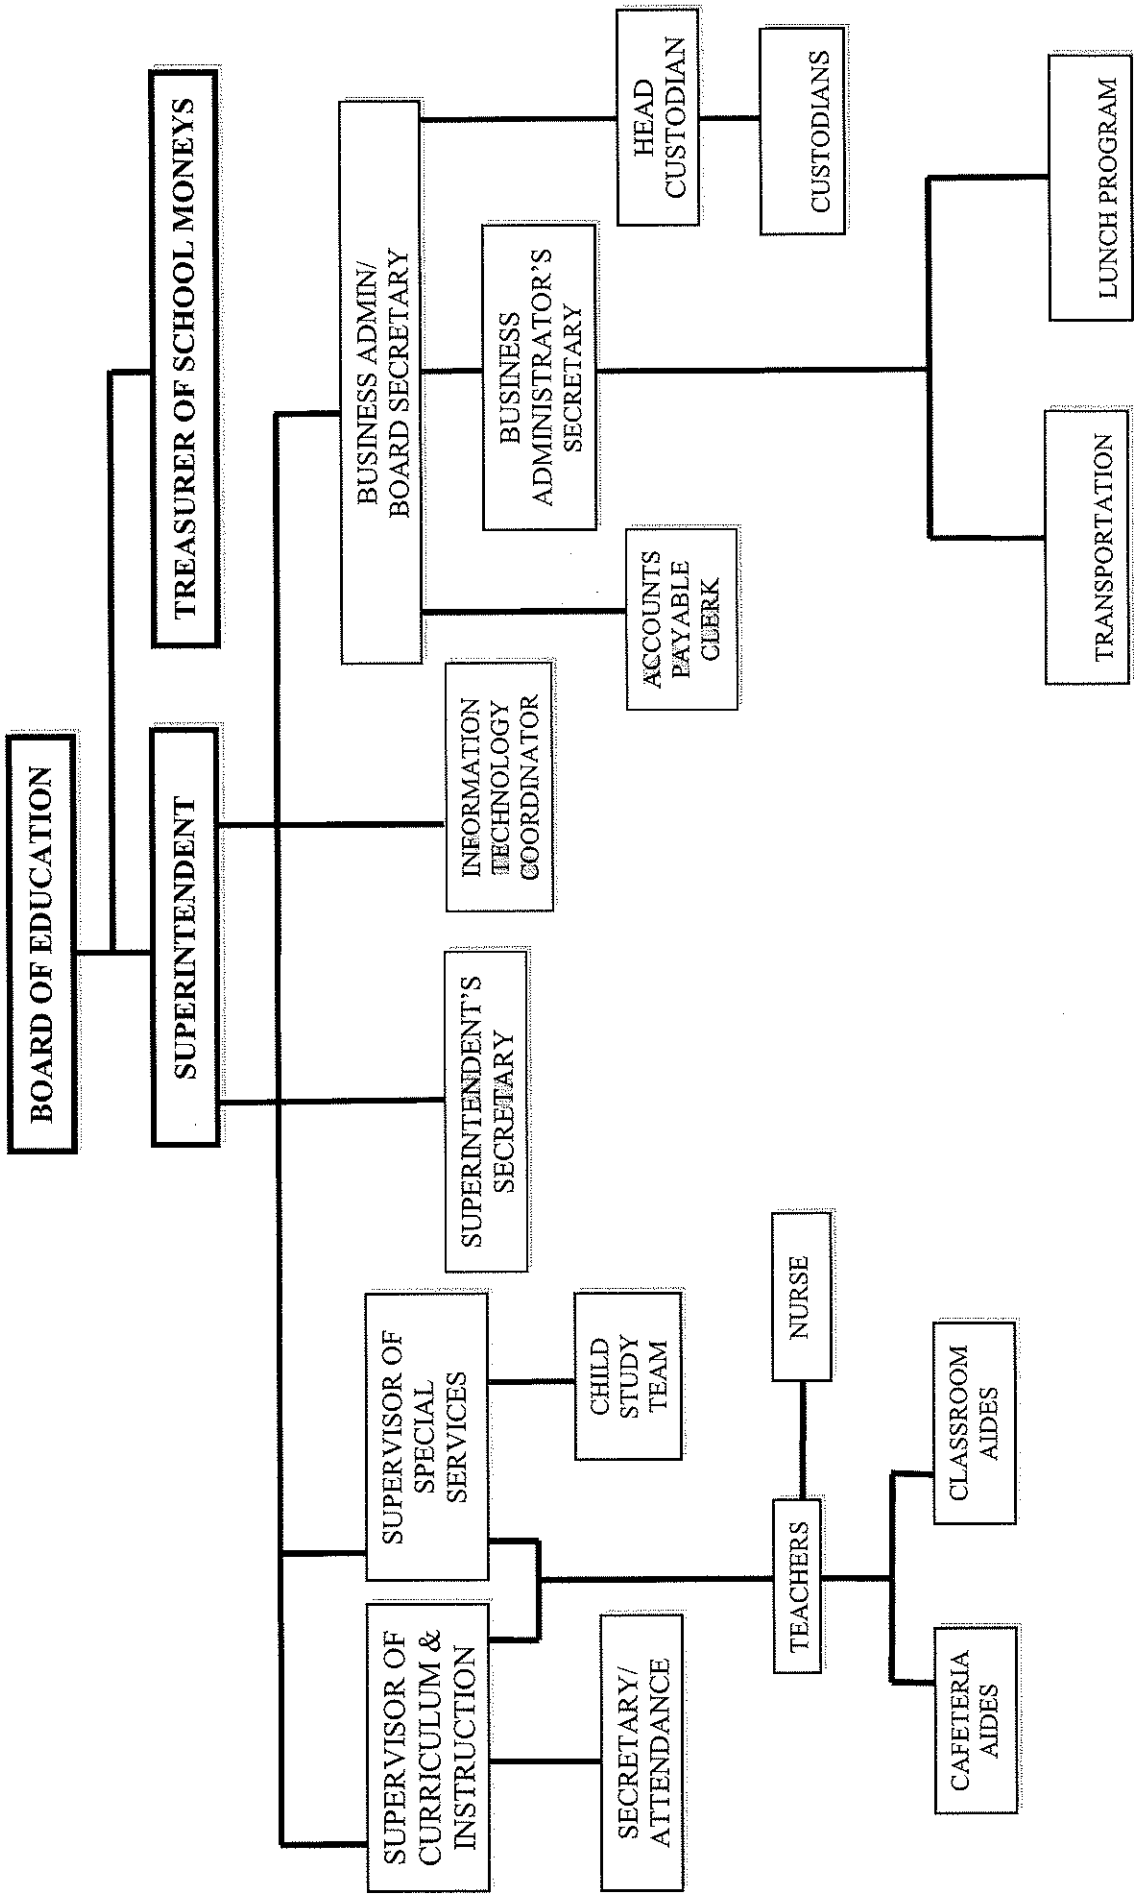 BOARD OF EDUCATION
SUPERINTENDENT
TREASURER OF SCHOOL MONEYS
SUPERVISOR OF
CURRICULUM &
INSTRUCTION
SUPERVISOR OF
SPECIAL
SERVICES
SUPERINTENDENT'S
SECRETARY
INFORMATION
TECHNOLOGY
COORDINATOR
BUSINESS ADMIN/
BOARD SECRETARY
SECRETARY/
ATTENDANCE
CHILD
STUDY
TEAM
ACCOUNTS
PAYABLE
CLERK
BUSINESS
ADMINISTRATOR'S
SECRETARY
HEAD
CUSTODIAN
CUSTODIANS
TEACHERS
NURSE
CAFETERIA
AIDES
CLASSROOM
AIDES
TRANSPORTATION
LUNCH PROGRAM